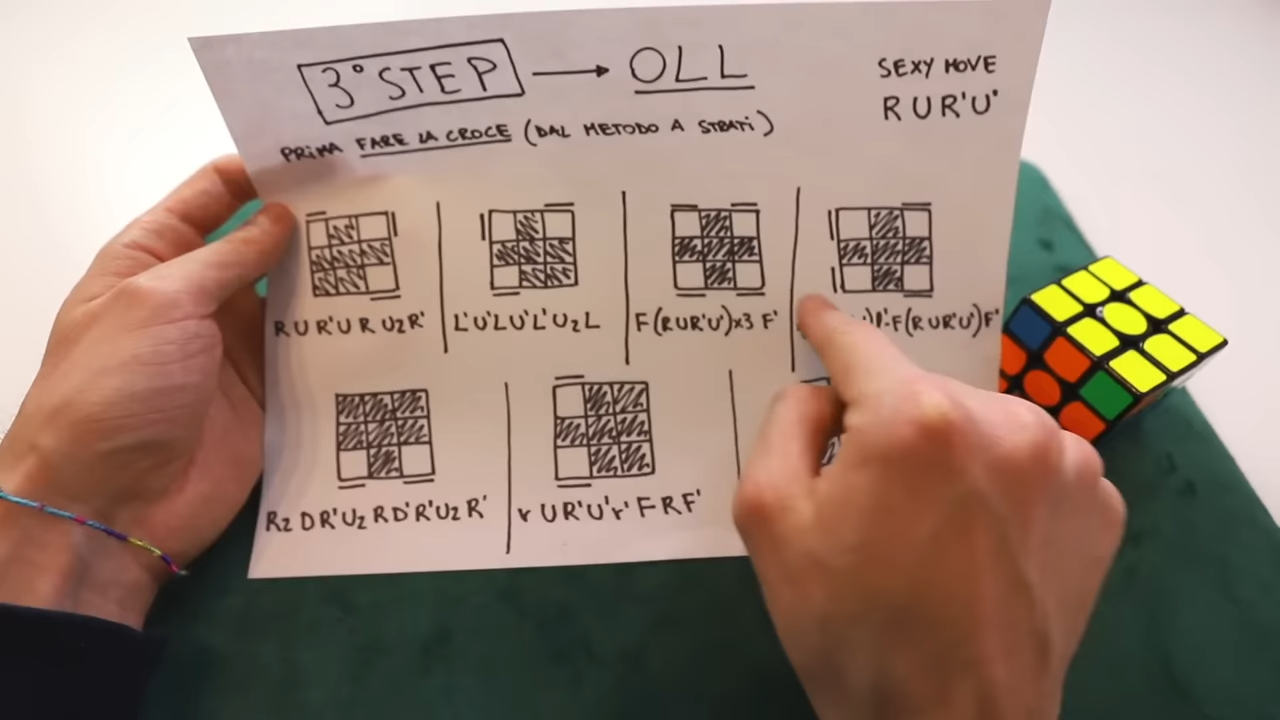 3° STEP → OLL
SEXY MOVE
R U R' U'
PRIMA FARE LA CROCE (DAL METODO A STRATI)
R U R' U R U2 R'
L' U' L U' L' U2 L
F (R U R' U') x3 F'
F (R U R' U') F'
R2 D R' U2 R D' R' U2 R'
r U R' U' r' F R F'